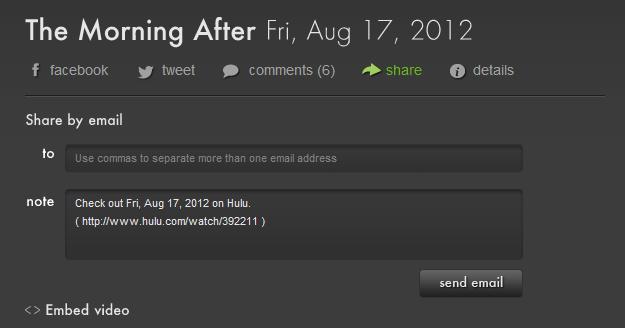 The Morning After Fri, Aug 17, 2012
facebook tweet comments (6) share details
Share by email
to Use commas to separate more than one email address
note Check out Fri, Aug 17, 2012 on Hulu.
( http://www.hulu.com/watch/392211 )
send email
<> Embed video